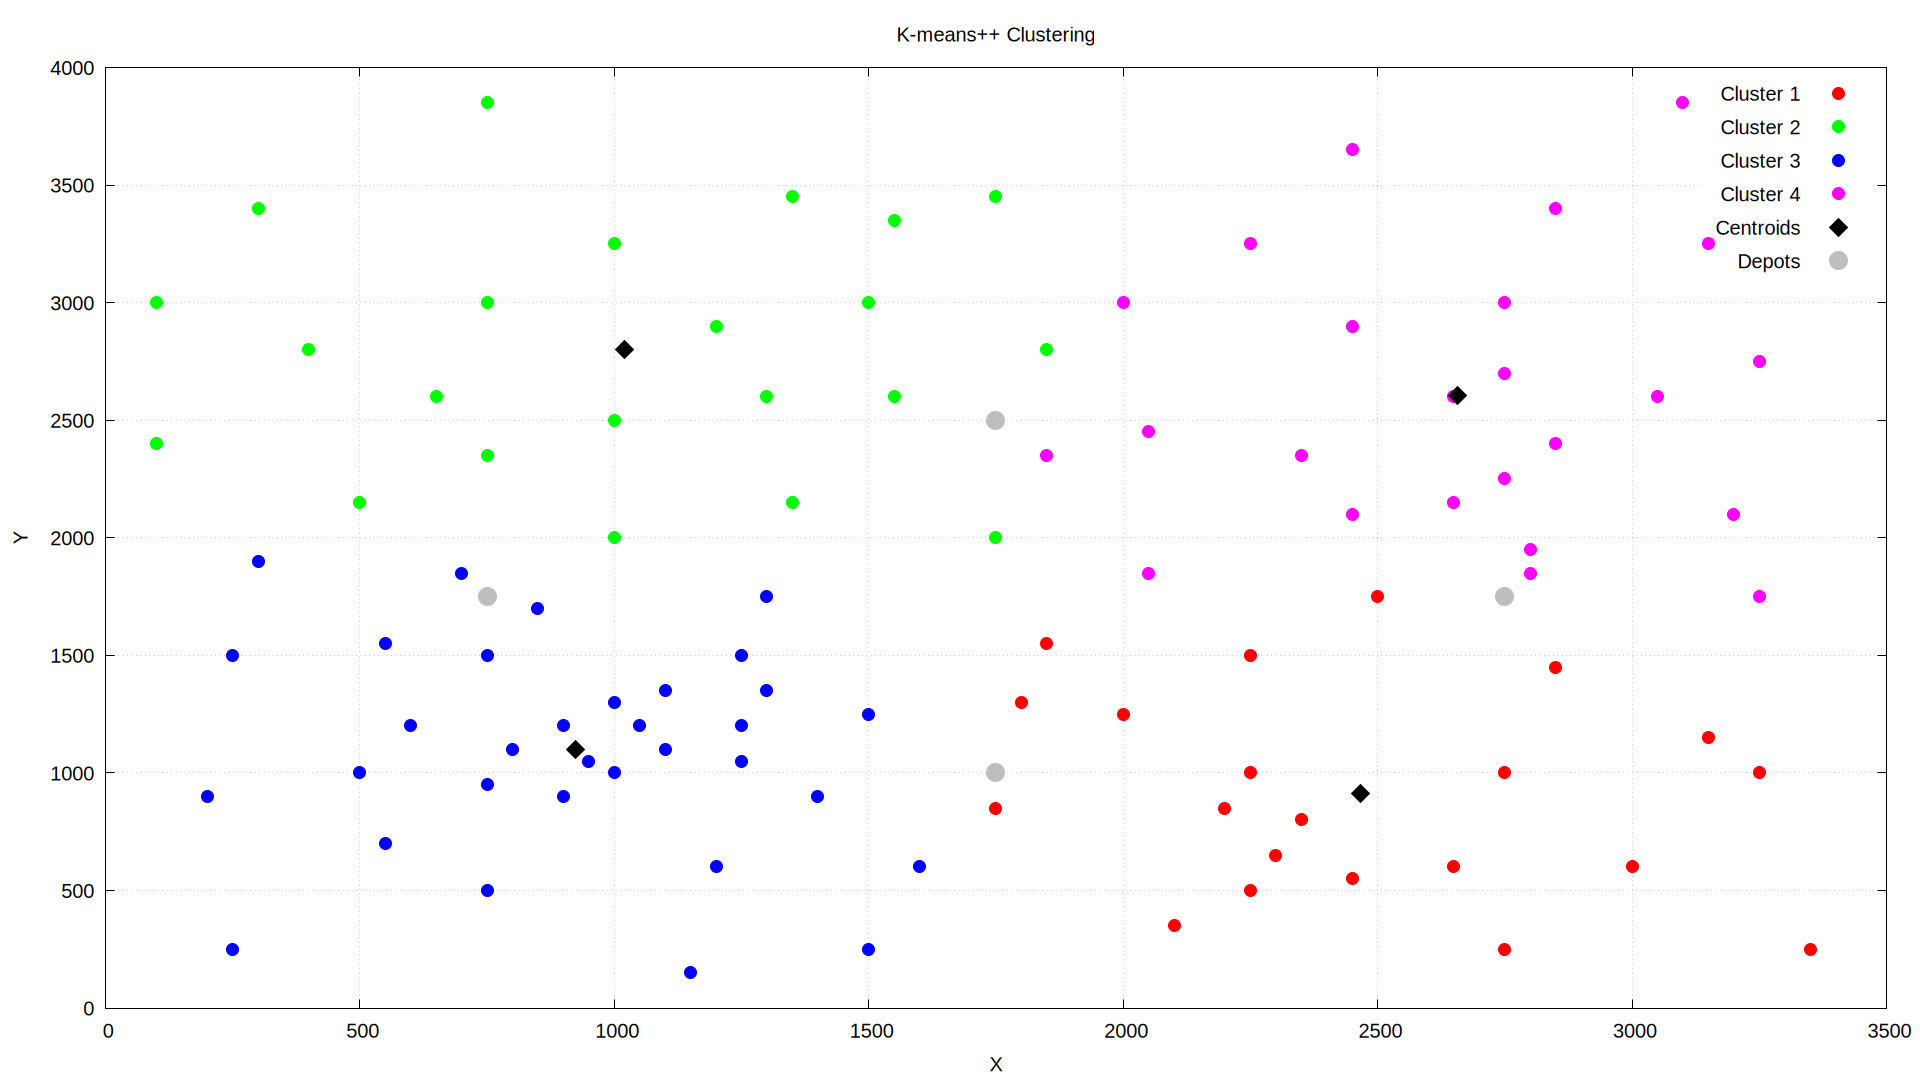 K-means++ Clustering
4000
3500
3000
2500
2000
1500
1000
500
0
Y
Cluster 1
Cluster 2
Cluster 3
Cluster 4
Centroids
Depots
0 500 1000 1500 2000 2500 3000 3500
X